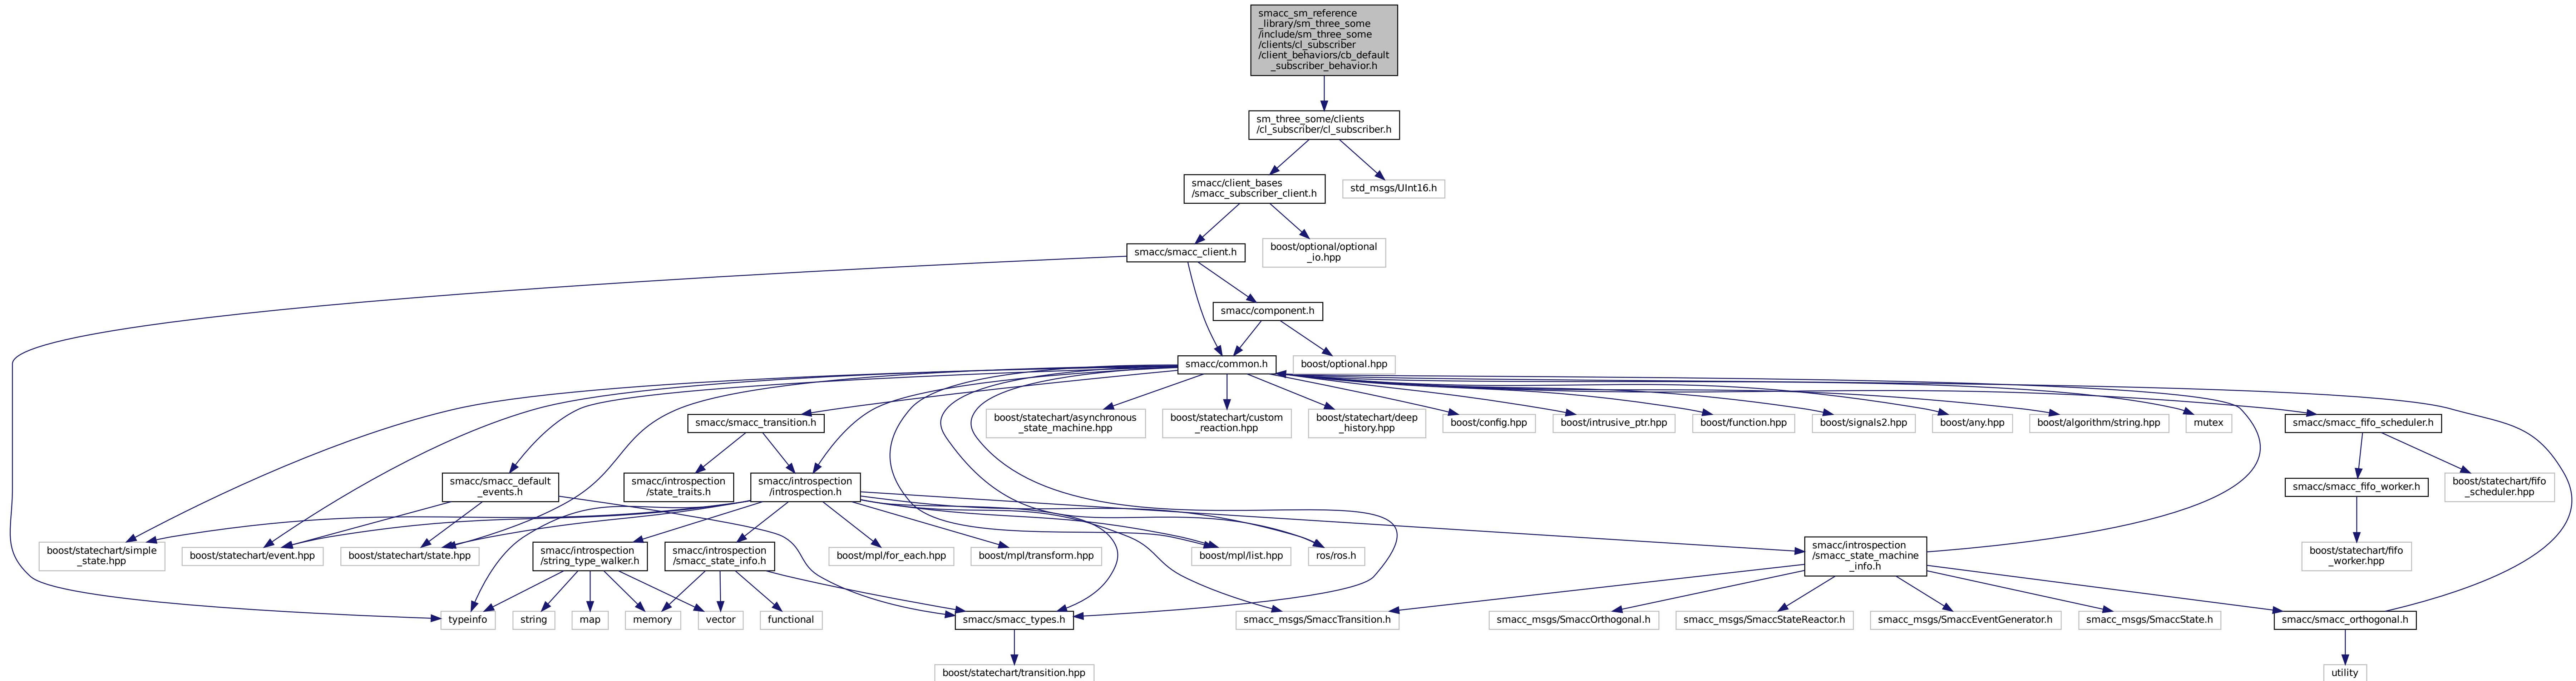 smacc_sm_reference
_library/sm_three_some
/include/sm_three_some
/clients/cl_subscriber
/client_behaviors/cb_default
_subscriber_behavior.h
sm_three_some/clients
/cl_subscriber/cl_subscriber.h
smacc/client_bases
/smacc_subscriber_client.h
std_msgs/UInt16.h
smacc/smacc_client.h
boost/optional/optional
_io.hpp
smacc/component.h
smacc/common.h
boost/optional.hpp
smacc/smacc_transition.h
boost/statechart/asynchronous
_state_machine.hpp
boost/statechart/custom
_reaction.hpp
boost/statechart/deep
_history.hpp
boost/config.hpp
boost/intrusive_ptr.hpp
boost/function.hpp
boost/signals2.hpp
boost/any.hpp
boost/algorithm/string.hpp
mutex
smacc/smacc_fifo_scheduler.h
smacc/smacc_default
_events.h
smacc/introspection
/state_traits.h
smacc/introspection
/introspection.h
smacc/smacc_fifo_worker.h
boost/statechart/fifo
_scheduler.hpp
boost/statechart/simple
_state.hpp
boost/statechart/event.hpp
boost/statechart/state.hpp
smacc/introspection
/string_type_walker.h
smacc/introspection
/smacc_state_info.h
boost/mpl/for_each.hpp
boost/mpl/transform.hpp
boost/mpl/list.hpp
ros/ros.h
smacc/introspection
/smacc_state_machine
_info.h
boost/statechart/fifo
_worker.hpp
typeinfo
string
map
memory
vector
functional
smacc/smacc_types.h
smacc_msgs/SmaccTransition.h
smacc_msgs/SmaccOrthogonal.h
smacc_msgs/SmaccStateReactor.h
smacc_msgs/SmaccEventGenerator.h
smacc_msgs/SmaccState.h
smacc/smacc_orthogonal.h
boost/statechart/transition.hpp
utility